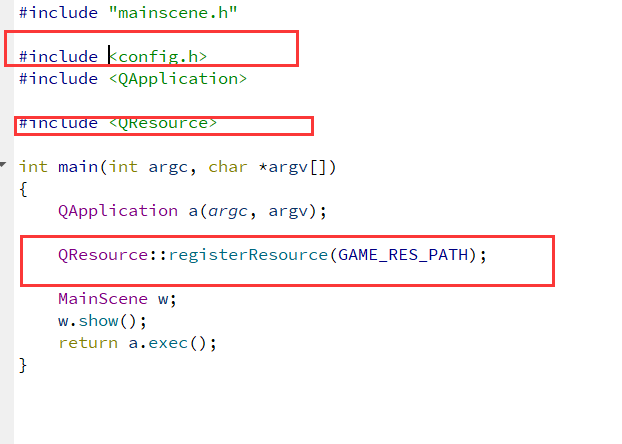 #include "mainscene.h"
#include <config.h>
#include <QApplication>
#include <QResource>
int main(int argc, char *argv[])
{
QApplication a(argc, argv);
QResource::registerResource(GAME_RES_PATH);
MainScene w;
w.show();
return a.exec();
}